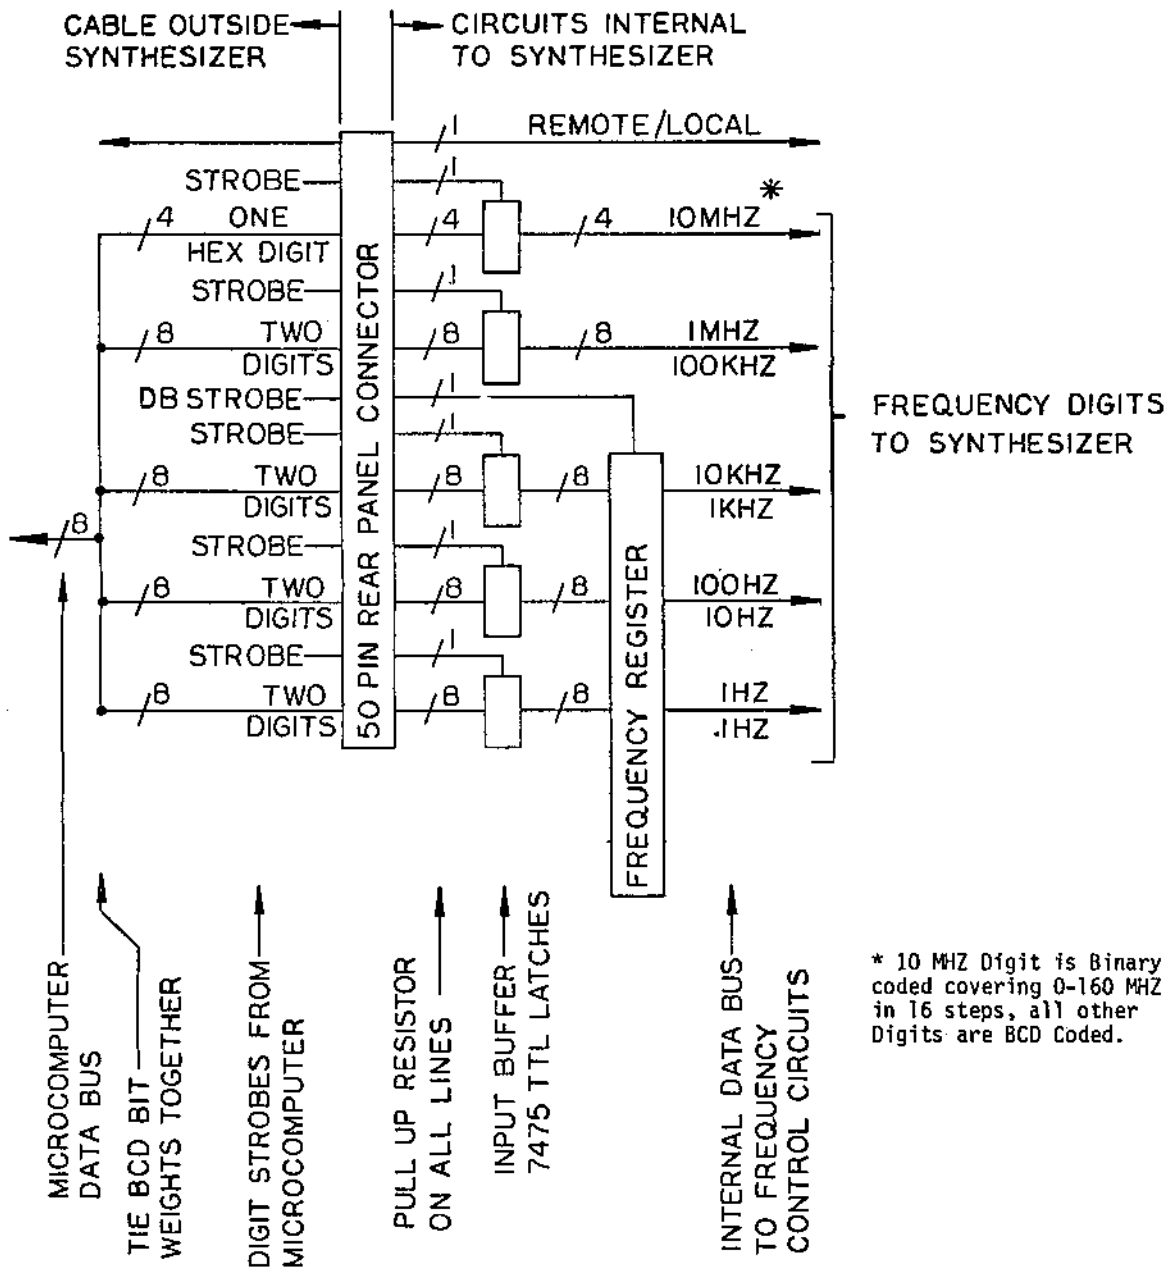 CABLE OUTSIDE
SYNTHESIZER
CIRCUITS INTERNAL
TO SYNTHESIZER
1
REMOTE/LOCAL
STROBE
1
*
4
ONE
HEX DIGIT
4
4
10MHZ
STROBE
1
8
TWO
DIGITS
8
8
1MHZ
100KHZ
DB STROBE
1
STROBE
1
8
TWO
DIGITS
8
8
10KHZ
1KHZ
8
STROBE
1
8
TWO
DIGITS
8
8
100HZ
10HZ
STROBE
1
8
TWO
DIGITS
8
8
1HZ
.1HZ
50 PIN REAR PANEL CONNECTOR
FREQUENCY REGISTER
FREQUENCY DIGITS
TO SYNTHESIZER
MICROCOMPUTER
DATA BUS
TIE BCD BIT
WEIGHTS TOGETHER
DIGIT STROBES FROM
MICROCOMPUTER
PULL UP RESISTOR
ON ALL LINES
INPUT BUFFER
7475 TTL LATCHES
INTERNAL DATA BUS
TO FREQUENCY
CONTROL CIRCUITS
* 10 MHZ Digit is Binary
coded covering 0-160 MHZ
in 16 steps, all other
Digits are BCD Coded.